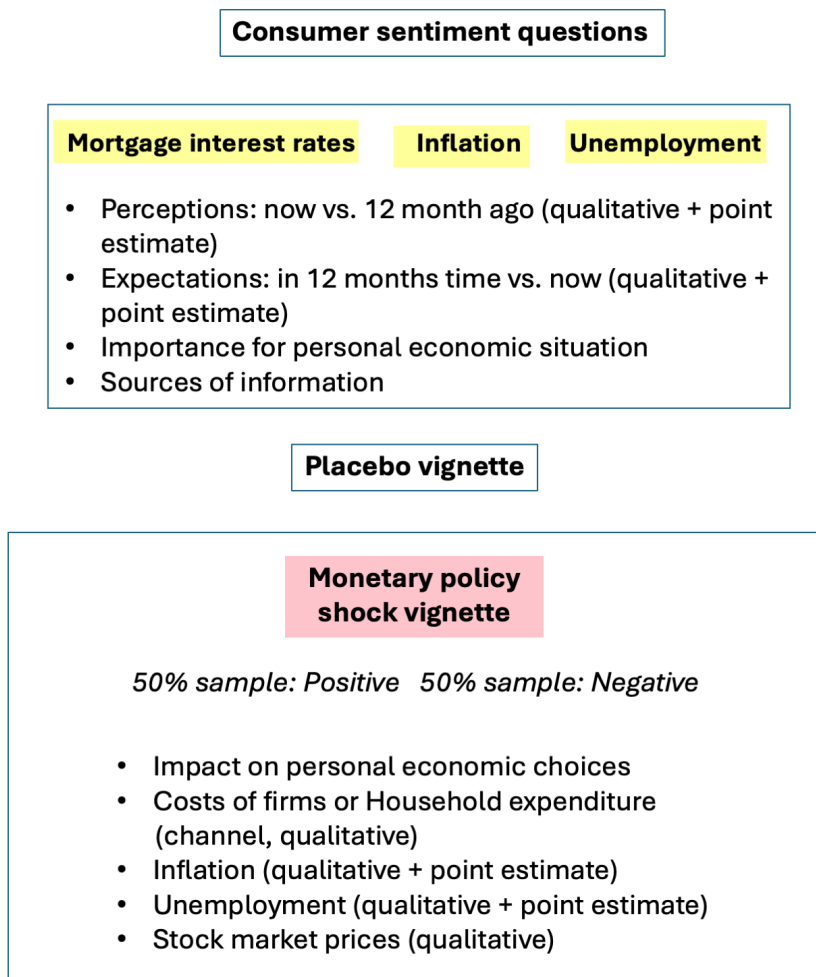 Consumer sentiment questions
Mortgage interest rates Inflation Unemployment
• Perceptions: now vs. 12 month ago (qualitative + point
estimate)
• Expectations: in 12 months time vs. now (qualitative +
point estimate)
• Importance for personal economic situation
• Sources of information
Placebo vignette
Monetary policy
shock vignette
50% sample: Positive 50% sample: Negative
• Impact on personal economic choices
• Costs of firms or Household expenditure
(channel, qualitative)
• Inflation (qualitative + point estimate)
• Unemployment (qualitative + point estimate)
• Stock market prices (qualitative)